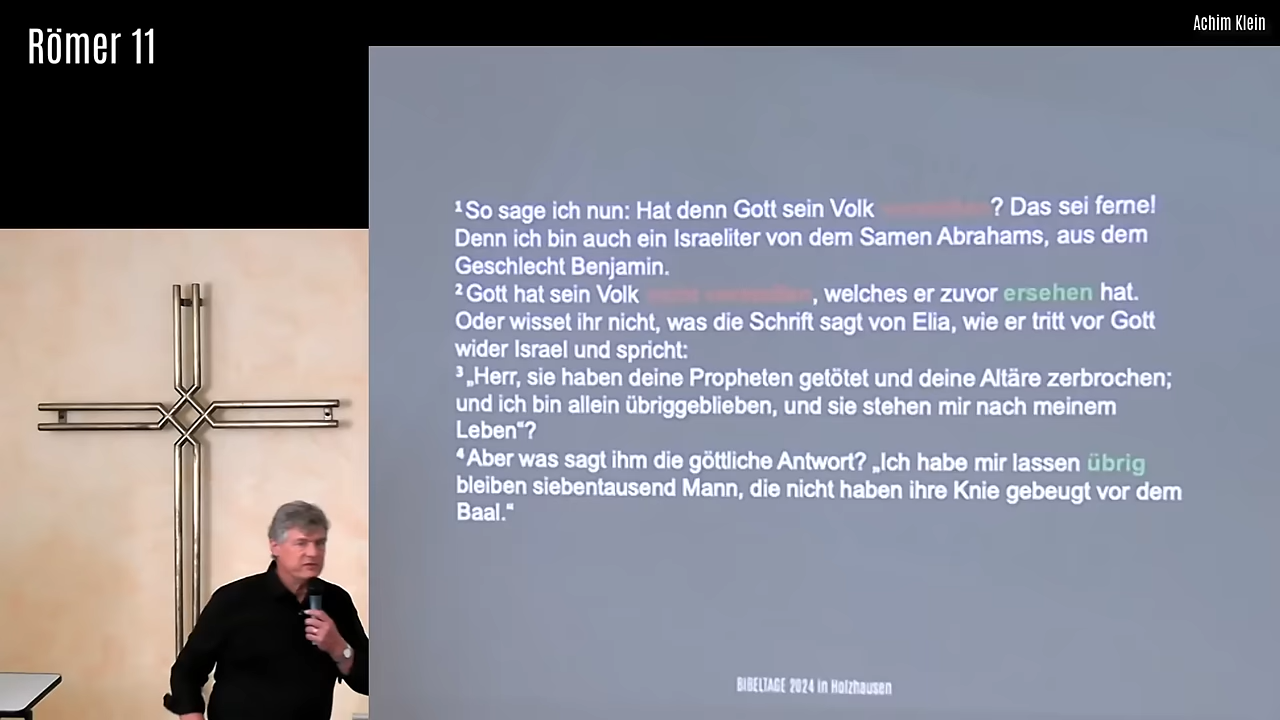 Römer 11
Achim Klein
¹So sage ich nun: Hat denn Gott sein Volk ? Das sei ferne!
Denn ich bin auch ein Israeliter von dem Samen Abrahams, aus dem
Geschlecht Benjamin.
²Gott hat sein Volk , welches er zuvor ersehen hat.
Oder wisset ihr nicht, was die Schrift sagt von Elia, wie er tritt vor Gott
wider Israel und spricht:
³„Herr, sie haben deine Propheten getötet und deine Altäre zerbrochen;
und ich bin allein übriggeblieben, und sie stehen mir nach meinem
Leben“?
⁴Aber was sagt ihm die göttliche Antwort? „Ich habe mir lassen übrig
bleiben siebentausend Mann, die nicht haben ihre Knie gebeugt vor dem
Baal.“
BIBELTAGE 2024 in Holzhausen